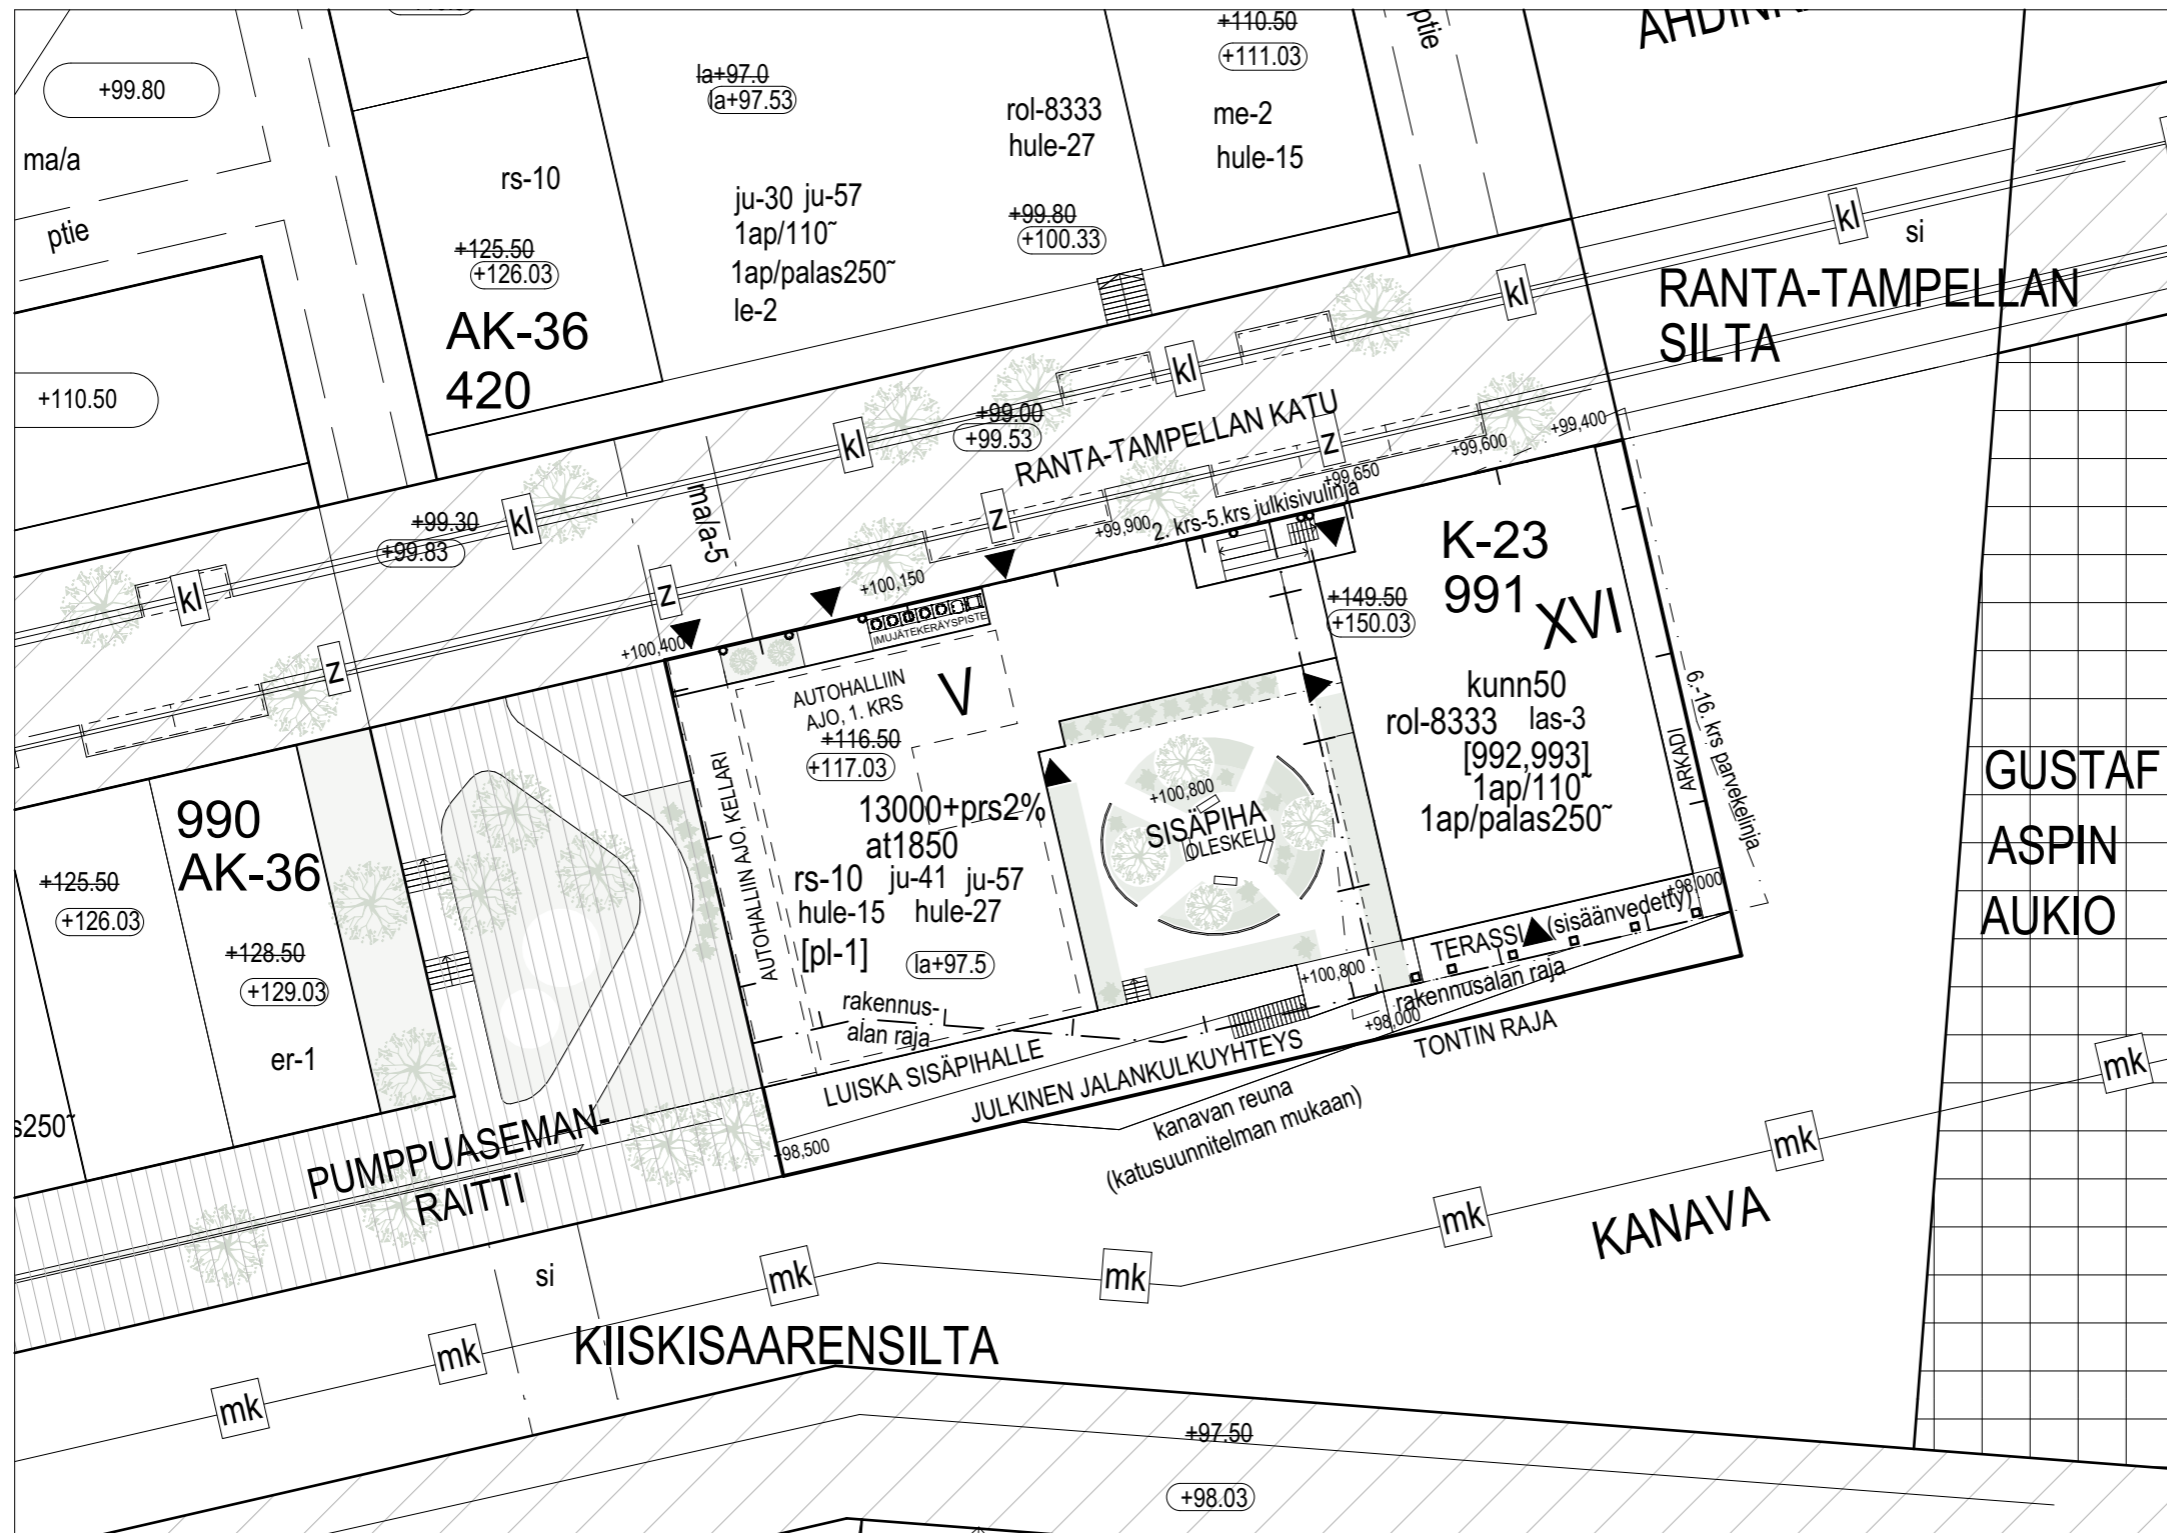 +99.80
ma/a
ptie
+110.50
rs-10
+125.50
+126.03
AK-36
420
la+97.0
la+97.53
ju-30 ju-57
1ap/110~
1ap/palas250~
le-2
rol-8333
hule-27
+99.80
+100.33
+110.50
+111.03
me-2
hule-15
ptie
kl
si
RANTA-TAMPELLAN
SILTA
kl
kl
kl
kl
kl
+99.00
+99.53
RANTA-TAMPELLAN KATU
+99.30
+99.83
ma/a-5
z
z
z
z
+99,400
+99,600
+99,650
+99,900
2. krs-5.krs julkisivulinja
+100,150
+100,400
IMUJÄTEKERÄYSPISTE
K-23
991
XVI
+149.50
+150.03
kunn50
rol-8333 las-3
[992,993]
1ap/110~
1ap/palas250~
6.-16. krs parvekelinja
ARKADI
AUTOHALLIIN
AJO, 1. KRS
V
+116.50
+117.03
AUTOHALLIIN AJO, KELLARI
13000+prs2%
at1850
rs-10 ju-41 ju-57
hule-15 hule-27
[pl-1]
la+97.5
rakennus-
alan raja
+100,800
SISÄPIHA
OLESKELU
+98,000
TERASSI (sisäänvedetty)
+100,800
rakennusalan raja
+98,000
LUISKA SISÄPIHALLE
JULKINEN JALANKULKUYHTEYS
TONTIN RAJA
kanavan reuna
(katusuunnitelman mukaan)
+98,500
990
AK-36
+125.50
+126.03
+128.50
+129.03
er-1
PUMPPUASEMAN-
RAITTI
GUSTAF
ASPIN
AUKIO
mk
mk
mk
mk
mk
mk
mk
KANAVA
si
KIISKISAARENSILTA
+97.50
+98.03